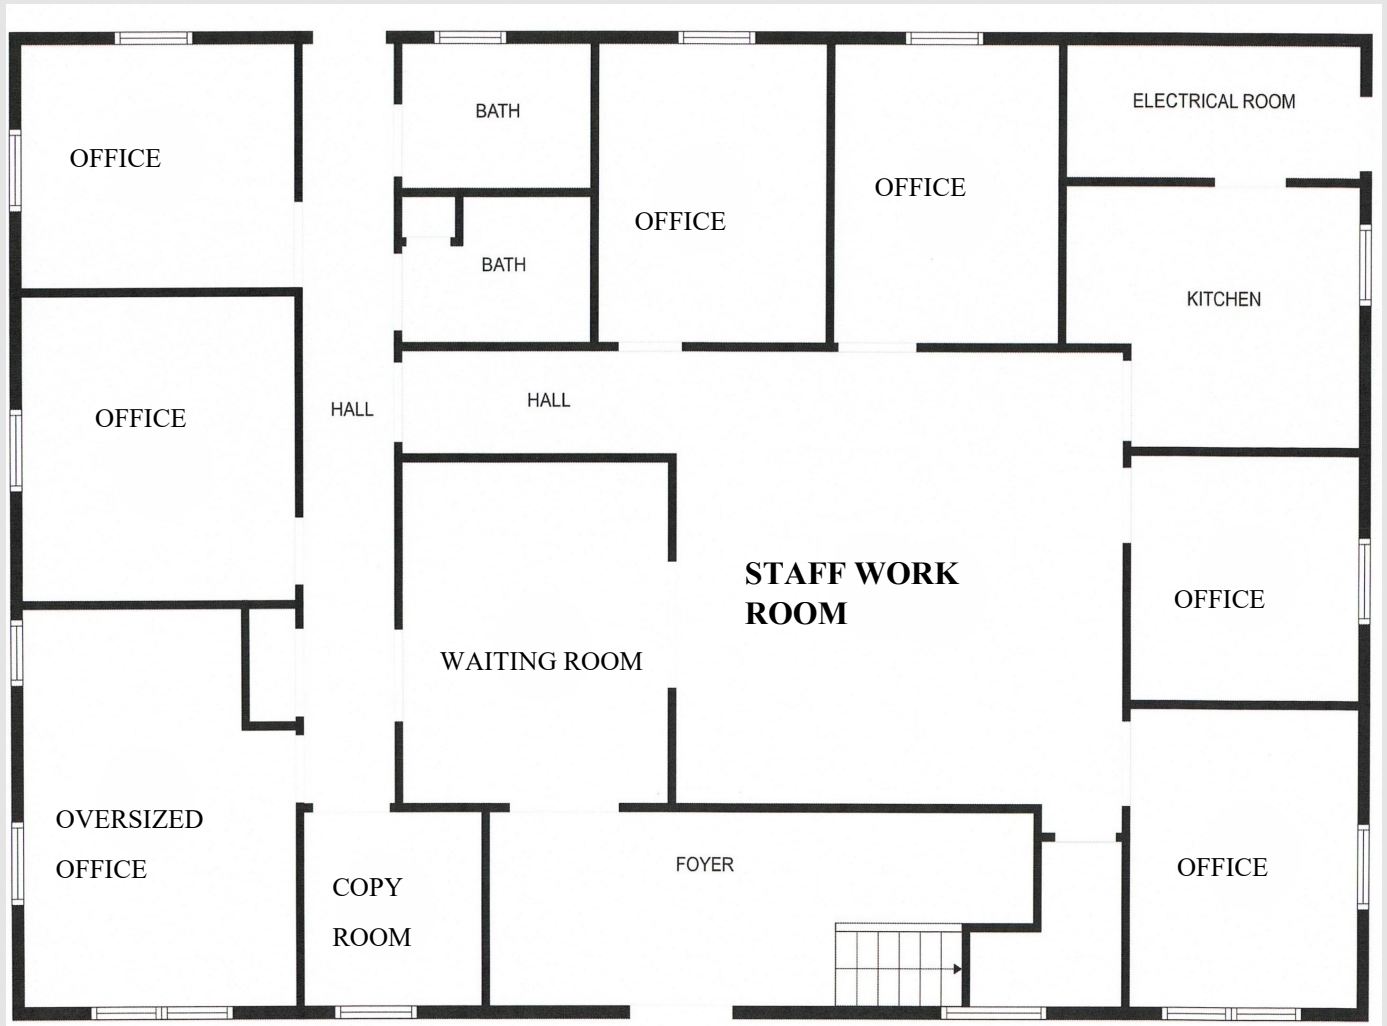 BATH
ELECTRICAL ROOM
OFFICE
OFFICE
OFFICE
BATH
KITCHEN
HALL
HALL
OFFICE
STAFF WORK
ROOM
OFFICE
WAITING ROOM
OVERSIZED
OFFICE
FOYER
OFFICE
COPY
ROOM